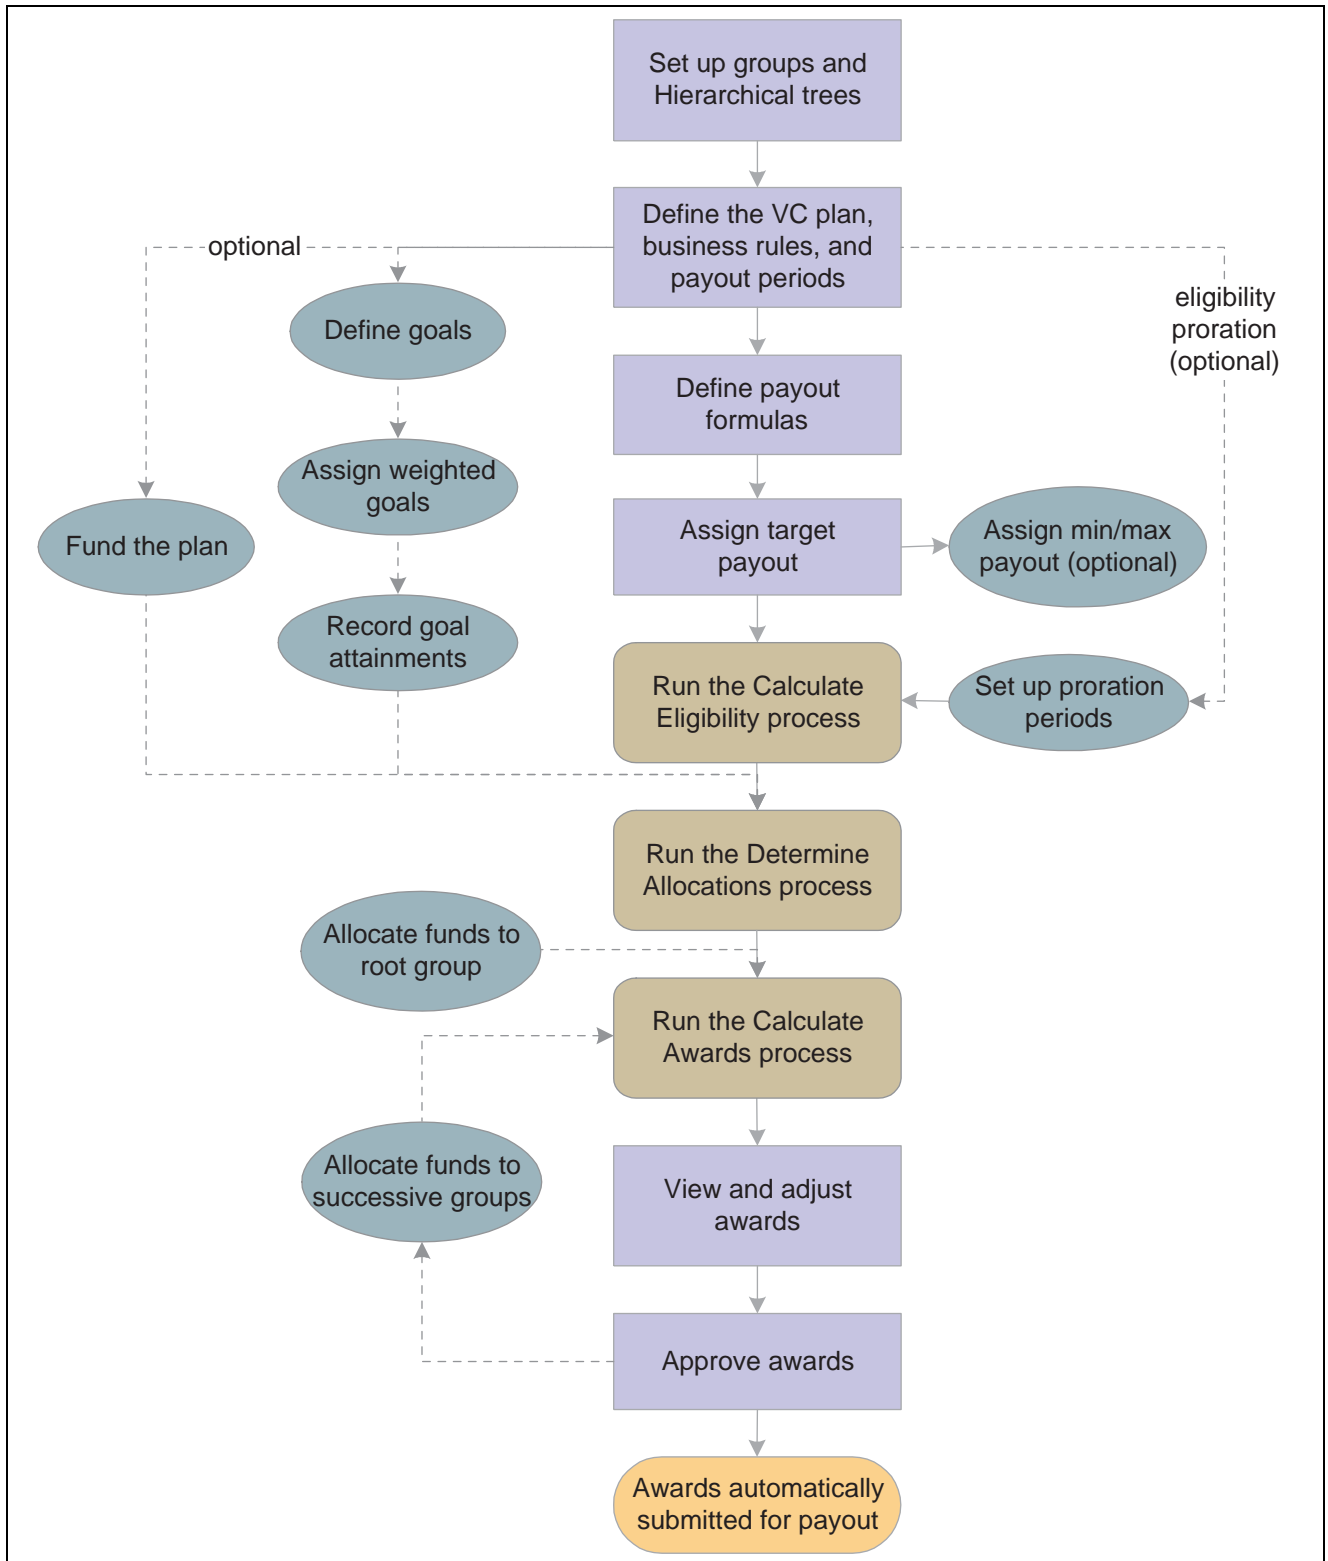 Set up groups and
Hierarchical trees
Define the VC plan,
business rules, and
payout periods
optional
eligibility
proration
(optional)
Define goals
Define payout
formulas
Assign weighted
goals
Fund the plan
Assign target
payout
Assign min/max
payout (optional)
Record goal
attainments
Run the Calculate
Eligibility process
Set up proration
periods
Run the Determine
Allocations process
Allocate funds to
root group
Run the Calculate
Awards process
Allocate funds to
successive groups
View and adjust
awards
Approve awards
Awards automatically
submitted for payout